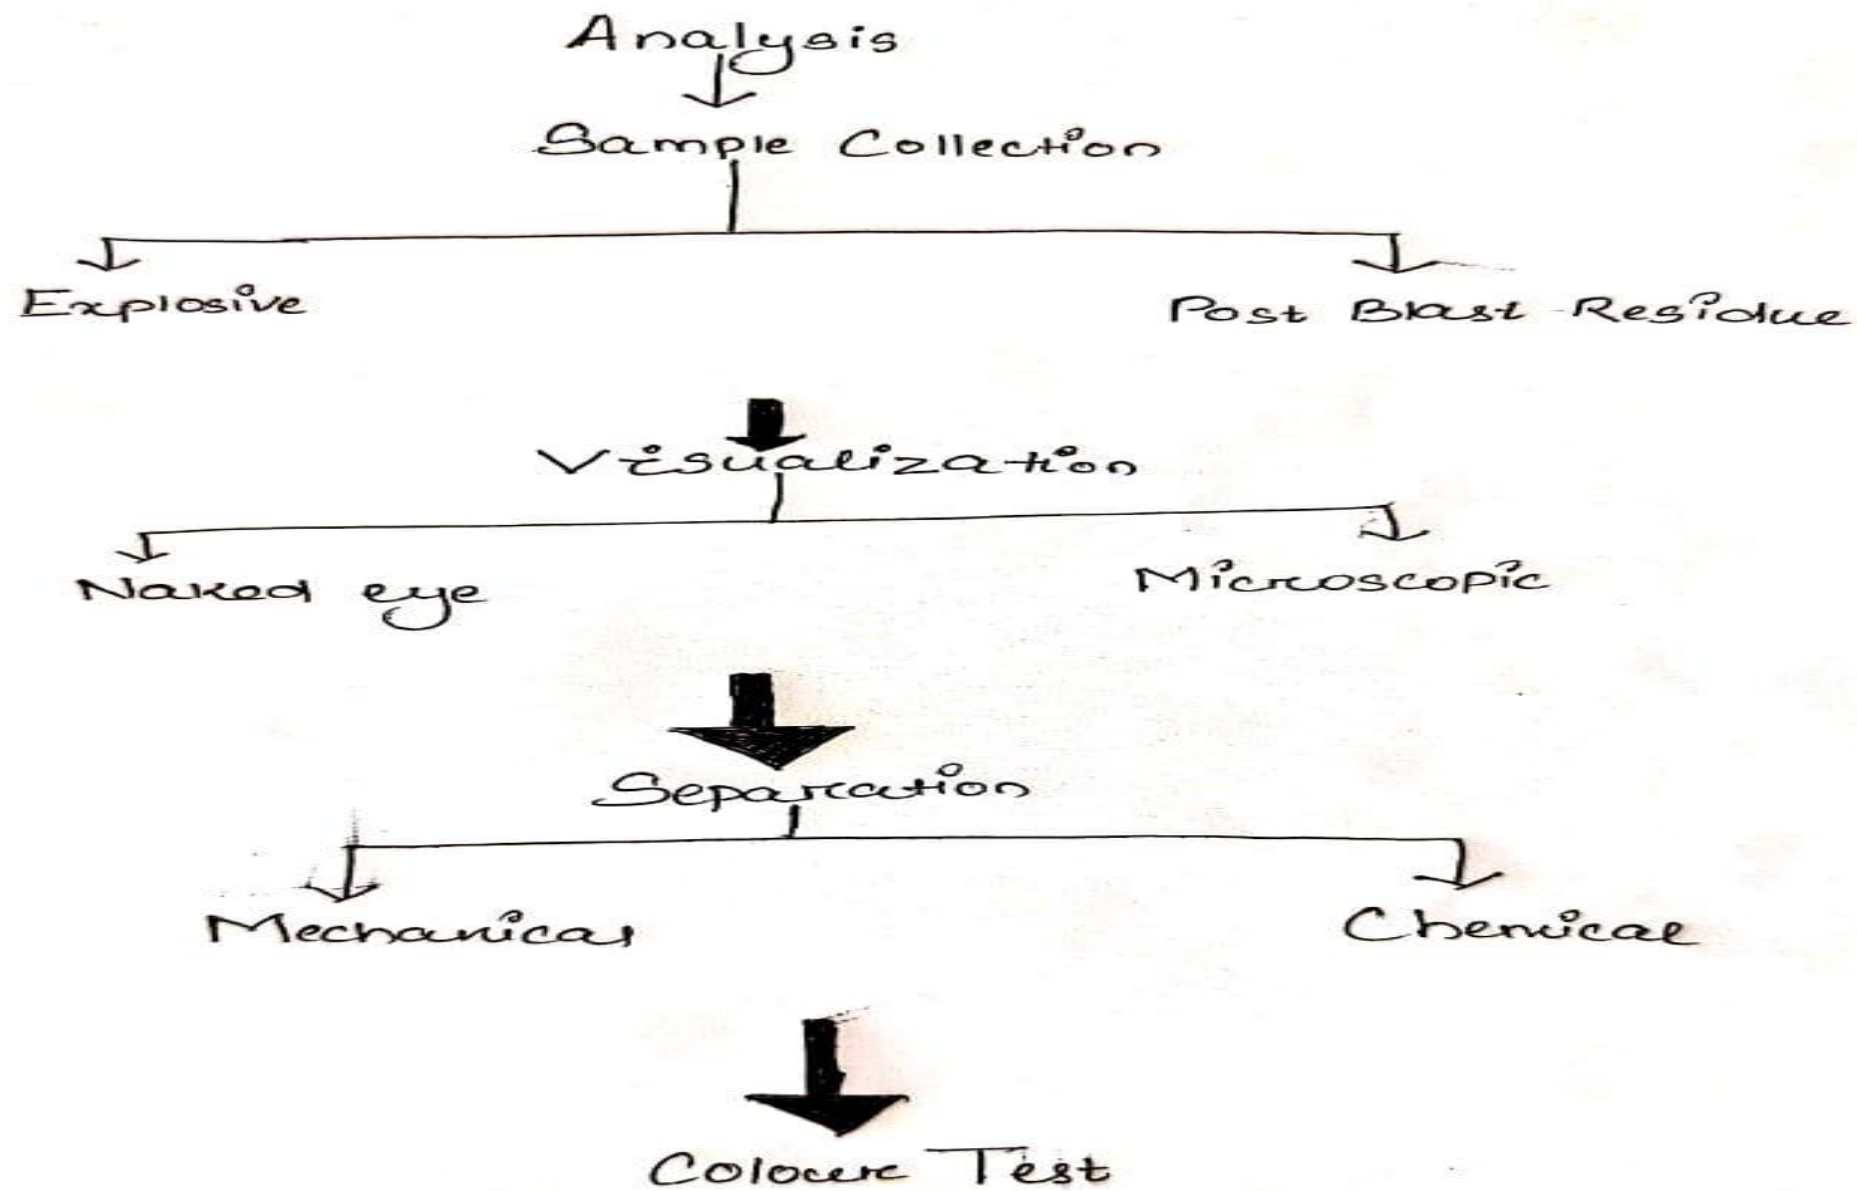 Analysis
Sample Collection
Explosive
Post Blast Residue
Visualization
Naked eye
Microscopic
Separation
Mechanical
Chemical
Colour Test